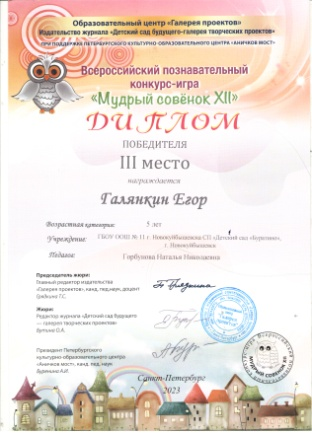 Образовательный центр «Галерея проектов»
Издательство журнала «Детский сад будущего-галерея творческих проектов»
ПРИ ПОДДЕРЖКЕ ПЕТЕРБУРГСКОГО КУЛЬТУРНО-ОБРАЗОВАТЕЛЬНОГО ЦЕНТРА «АНИЧКОВ МОСТ»
Всероссийский познавательный
конкурс-игра
«Мудрый совёнок XII»
ДИПЛОМ
ПОБЕДИТЕЛЯ
III место
награждается
Галянкин Егор
Возрастная категория: 5 лет
Учреждение: ГБОУ ООШ № 11 г. Новокуйбышевска СП «Детский сад «Буратино»,
г. Новокуйбышевск
Педагог: Горбунова Наталья Николаевна
Председатель жюри:
Главный редактор издательства
«Галерея проектов», канд. пед.наук, доцент
Т.С.
Жюри:
Редактор журнала «Детский сад будущего
— галерея творческих проектов»
О.А.
Президент Петербургского
культурно-образовательного центра
«Аничков мост», канд. пед. наук
А.И.
Санкт-Петербург
2023
МУДРЫЙ СОВЁНОК XII